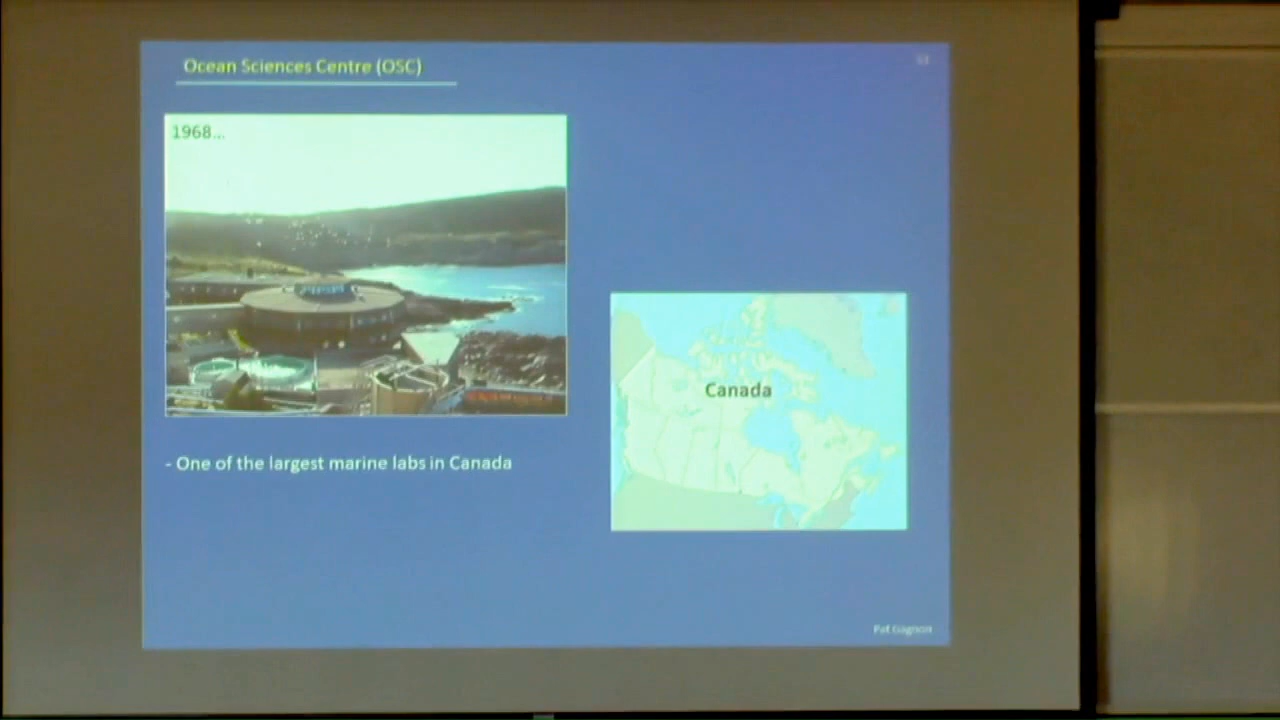 Ocean Sciences Centre (OSC)
1968...
Canada
- One of the largest marine labs in Canada
Pat Gagnon